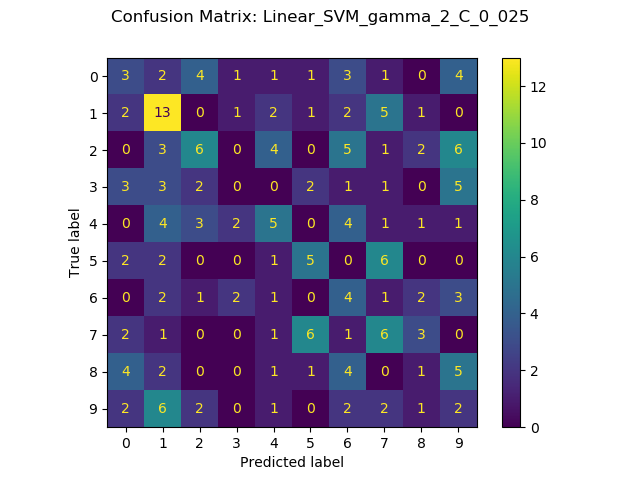 Confusion Matrix: Linear_SVM_gamma_2_C_0_025
0 3 2 4 1 1 1 3 1 0 4
1 2 13 0 1 2 1 2 5 1 0
2 0 3 6 0 4 0 5 1 2 6
3 3 3 2 0 0 2 1 1 0 5
4 0 4 3 2 5 0 4 1 1 1
5 2 2 0 0 1 5 0 6 0 0
6 0 2 1 2 1 0 4 1 2 3
7 2 1 0 0 1 6 1 6 3 0
8 4 2 0 0 1 1 4 0 1 5
9 2 6 2 0 1 0 2 2 1 2
0 1 2 3 4 5 6 7 8 9
Predicted label
True label
12
10
8
6
4
2
0